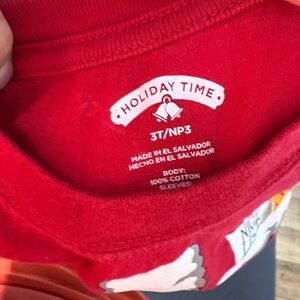 HOLIDAY TIME
3T/NP3
MADE IN EL SALVADOR
HECHO EN EL SALVADOR
BODY:
100% COTTON
SLEEVES: